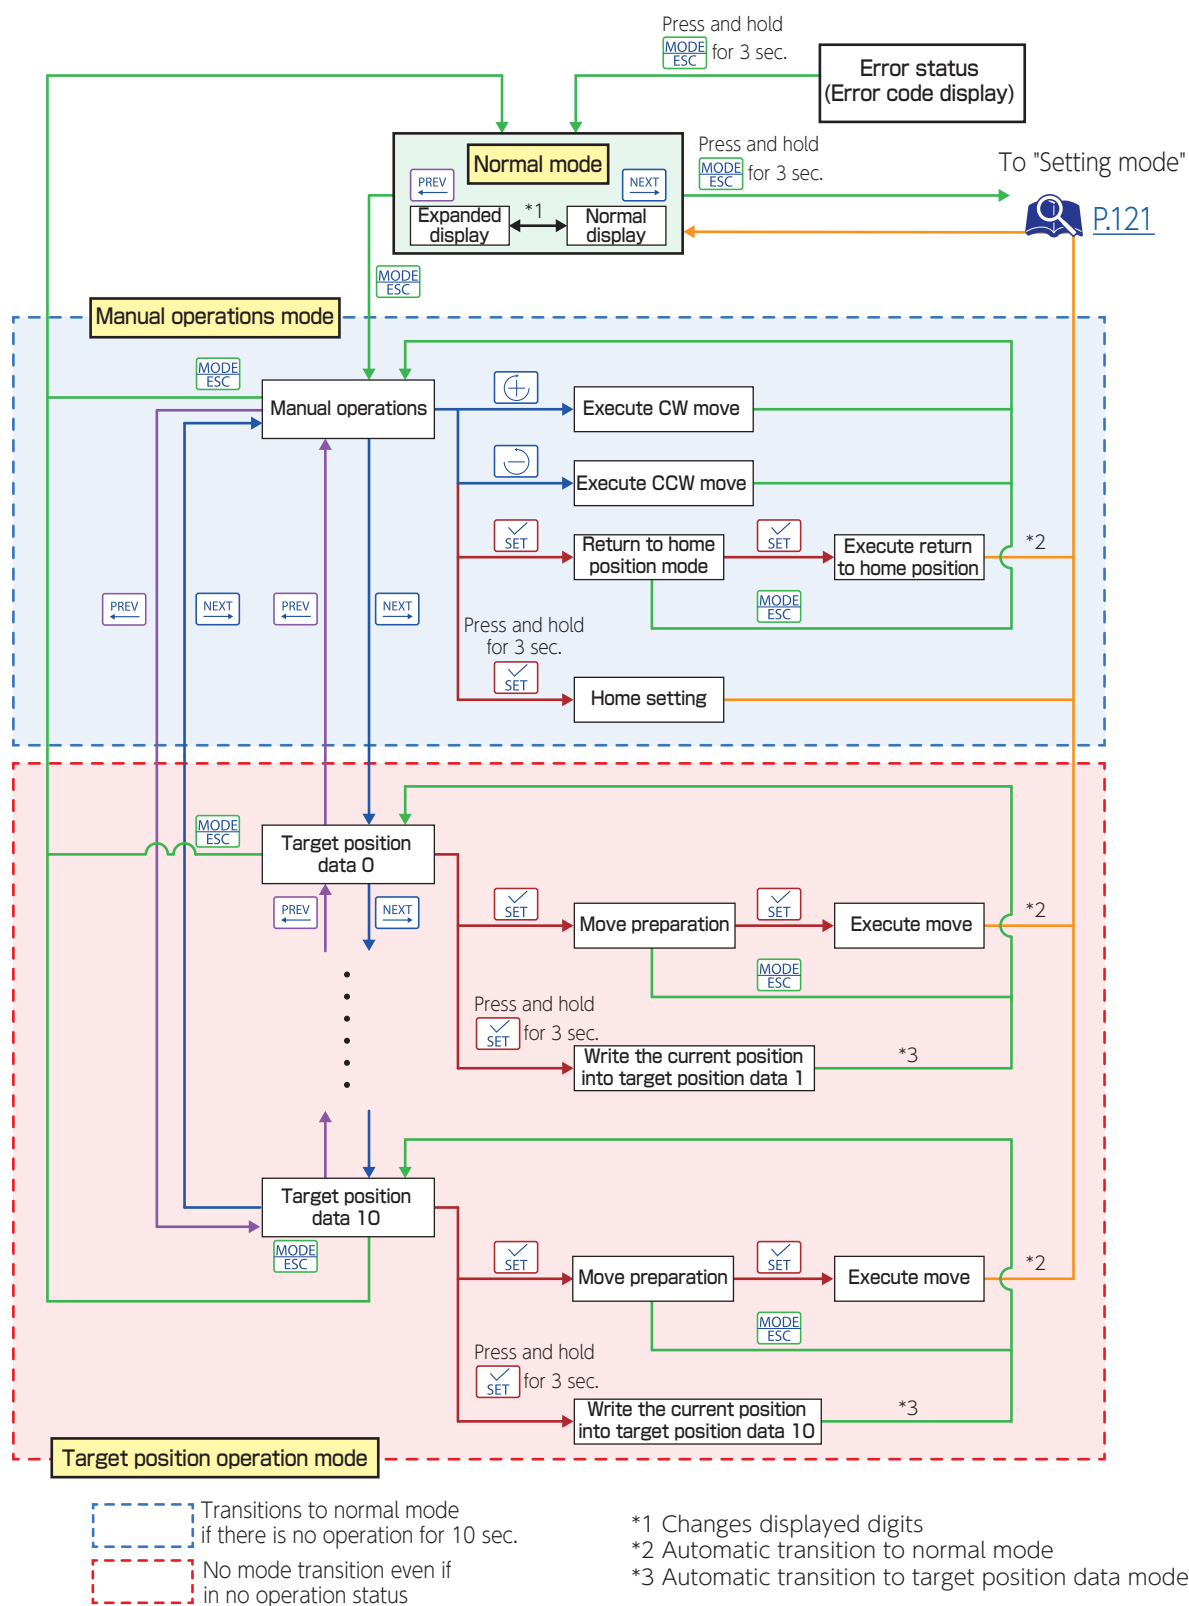 Press and hold
MODE
ESC
for 3 sec.
Error status
(Error code display)
Normal mode
PREV
NEXT
Expanded
display
*1
Normal
display
Press and hold
MODE
ESC
for 3 sec.
To "Setting mode"
P.121
MODE
ESC
Manual operations mode
MODE
ESC
Manual operations
Execute CW move
Execute CCW move
SET
Return to home
position mode
SET
Execute return
to home position
*2
MODE
ESC
PREV
NEXT
PREV
NEXT
Press and hold
for 3 sec.
SET
Home setting
MODE
ESC
Target position
data 0
PREV
NEXT
SET
Move preparation
SET
Execute move
*2
MODE
ESC
Press and hold
SET
for 3 sec.
Write the current position
into target position data 1
*3
Target position
data 10
MODE
ESC
SET
Move preparation
SET
Execute move
*2
MODE
ESC
Press and hold
SET
for 3 sec.
Write the current position
into target position data 10
*3
Target position operation mode
Transitions to normal mode
if there is no operation for 10 sec.
No mode transition even if
in no operation status
*1 Changes displayed digits
*2 Automatic transition to normal mode
*3 Automatic transition to target position data mode